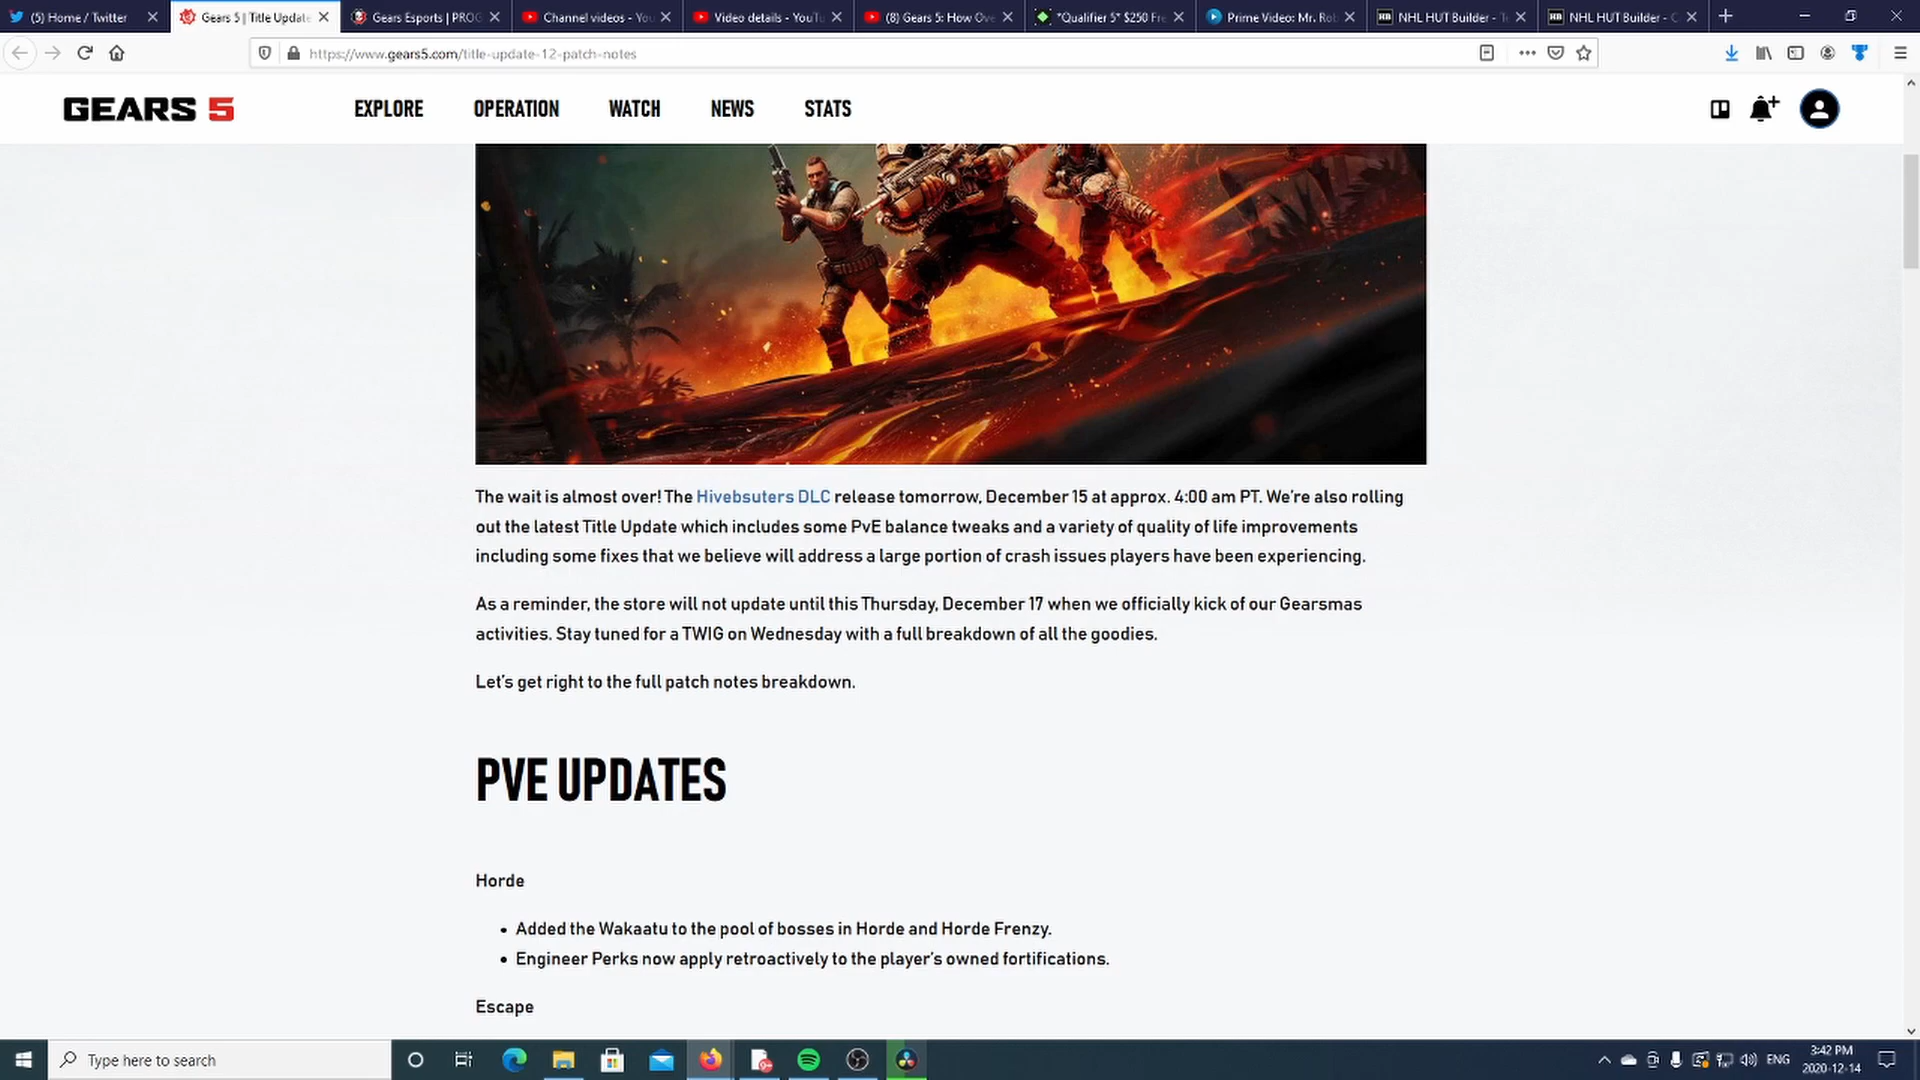 (5) Home / Twitter
Gears 5 | Title Update
Gears Esports | PROG
Channel videos - You
Video details - YouTu
(8) Gears 5: How Ove
*Qualifier 5* $250 Fre
Prime Video: Mr. Rob
NHL HUT Builder - T
NHL HUT Builder - C
https://www.gears5.com/title-update-12-patch-notes
GEARS 5
EXPLORE
OPERATION
WATCH
NEWS
STATS
The wait is almost over! The Hivebsuters DLC release tomorrow, December 15 at approx. 4:00 am PT. We're also rolling
out the latest Title Update which includes some PvE balance tweaks and a variety of quality of life improvements
including some fixes that we believe will address a large portion of crash issues players have been experiencing.
As a reminder, the store will not update until this Thursday, December 17 when we officially kick of our Gearsmas
activities. Stay tuned for a TWIG on Wednesday with a full breakdown of all the goodies.
Let's get right to the full patch notes breakdown.
PVE UPDATES
Horde
• Added the Wakaatu to the pool of bosses in Horde and Horde Frenzy.
• Engineer Perks now apply retroactively to the player's owned fortifications.
Escape
Type here to search
ENG
3:42 PM
2020-12-14